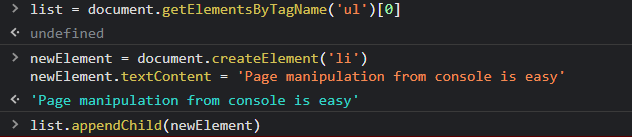 list = document.getElementsByTagName('ul')[0]
undefined
newElement = document.createElement('li')
newElement.textContent = 'Page manipulation from console is easy'
'Page manipulation from console is easy'
list.appendChild(newElement)